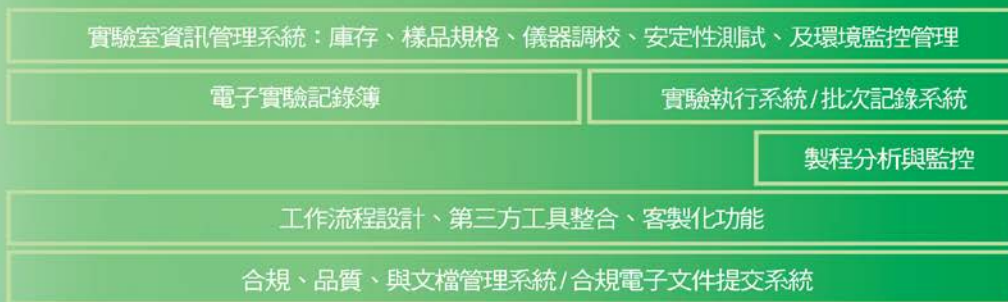 實驗室資訊管理系統：庫存、樣品規格、儀器調校、安定性測試、及環境監控管理
電子實驗記錄簿
實驗執行系統/批次記錄系統
製程分析與監控
工作流程設計、第三方工具整合、客製化功能
合規、品質、與文檔管理系統/合規電子文件提交系統